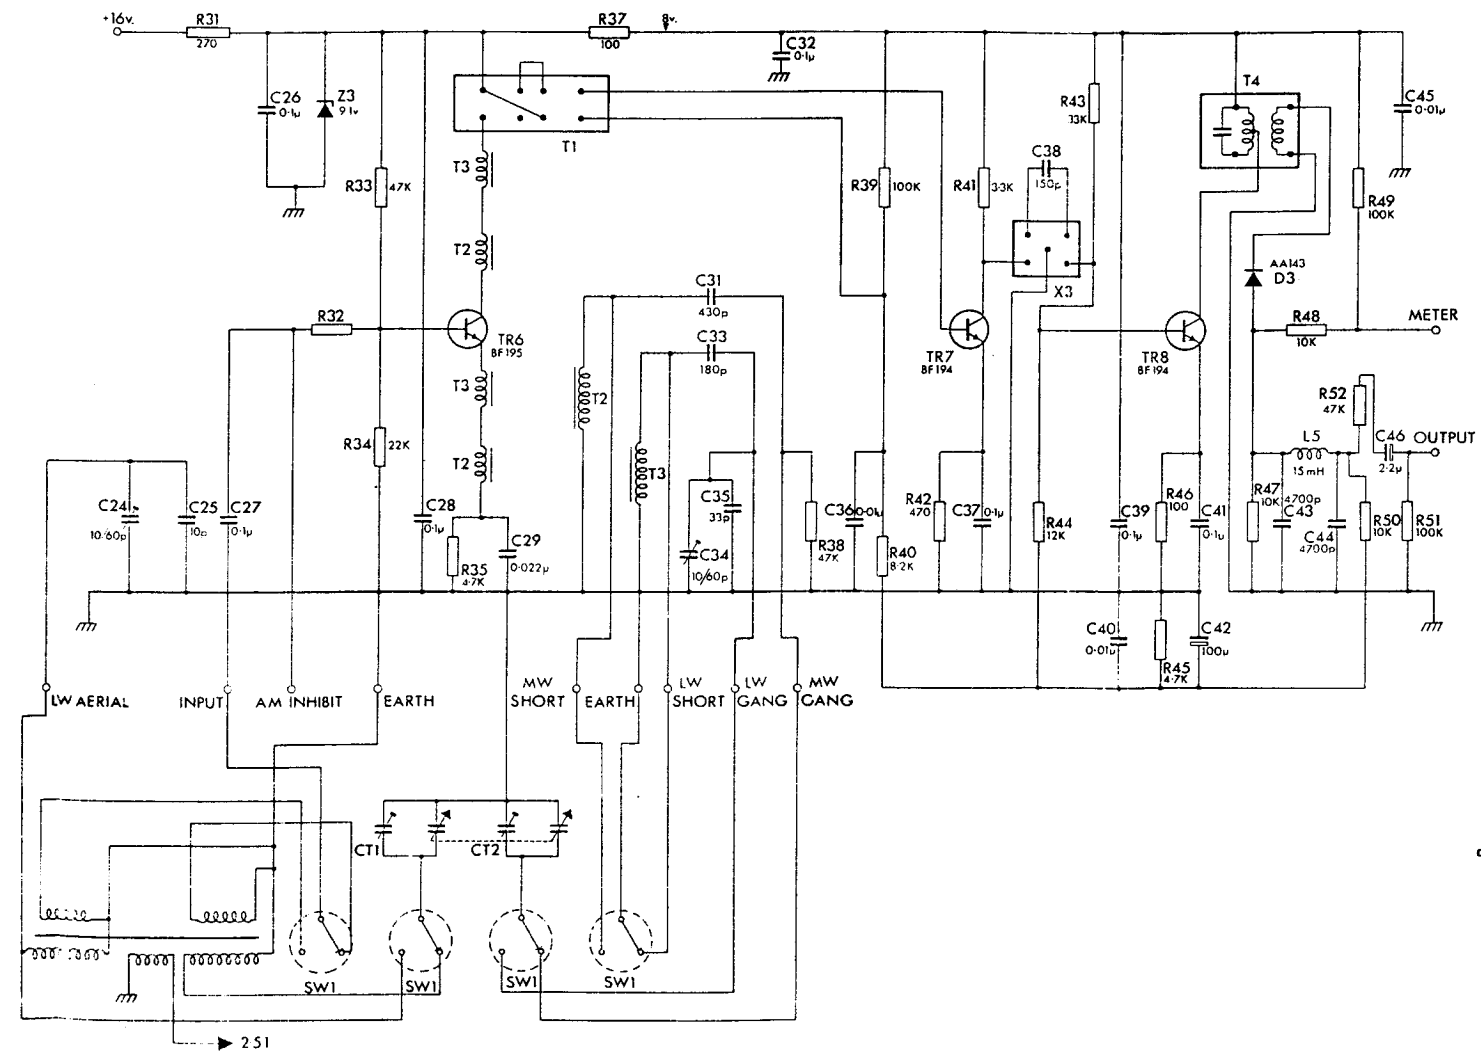 +16v.
R31
270
R37
100
8v.
C32
0·1µ
C26
0·1µ
Z3
9·1v
T1
T4
C45
0·01µ
R43
33K
C38
150p
R33
47K
T3
T2
R39
100K
R41
3·3K
X3
R49
100K
AA143
D3
R32
TR6
BF195
C31
430p
C33
180p
TR7
BF194
TR8
BF194
R48
10K
METER
T3
T2
R34
22K
T2
T3
R52
47K
L5
15mH
C46
2·2µ
OUTPUT
C24
10/60p
C25
10p
C27
0·1µ
C28
0·1µ
R35
4·7K
C29
0·022µ
C35
33p
C34
10/60p
R38
47K
C36
0·01µ
R40
8·2K
R42
470
C37
0·1µ
R44
12K
C39
0·1µ
R46
100
C41
0·1µ
R47
10K
4700p
C43
C44
4700p
R50
10K
R51
100K
C40
0·01µ
R45
4·7K
C42
100µ
LW AERIAL
INPUT
AM INHIBIT
EARTH
MW SHORT
EARTH
LW SHORT
LW GANG
MW GANG
CT1
CT2
SW1
SW1
SW1
SW1
251